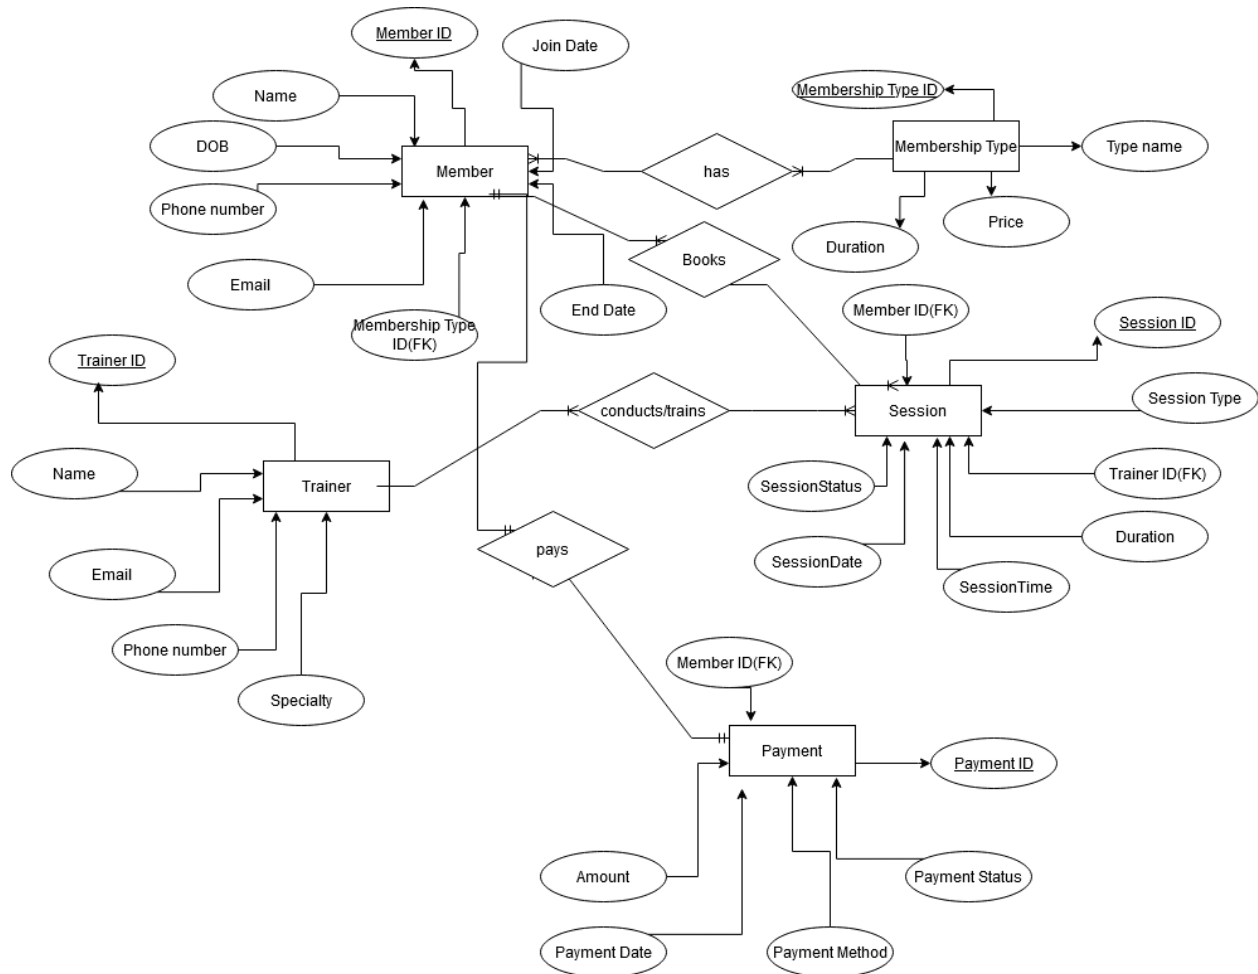 Member ID
Join Date
Name
Membership Type ID
DOB
Member
has
Membership Type
Type name
Phone number
Price
Duration
Books
Email
End Date
Member ID(FK)
Membership Type
ID(FK)
Session ID
Trainer ID
Session Type
conducts/trains
Session
Name
Trainer
SessionStatus
Trainer ID(FK)
Duration
pays
SessionDate
Email
SessionTime
Phone number
Member ID(FK)
Specialty
Payment
Payment ID
Amount
Payment Status
Payment Date
Payment Method